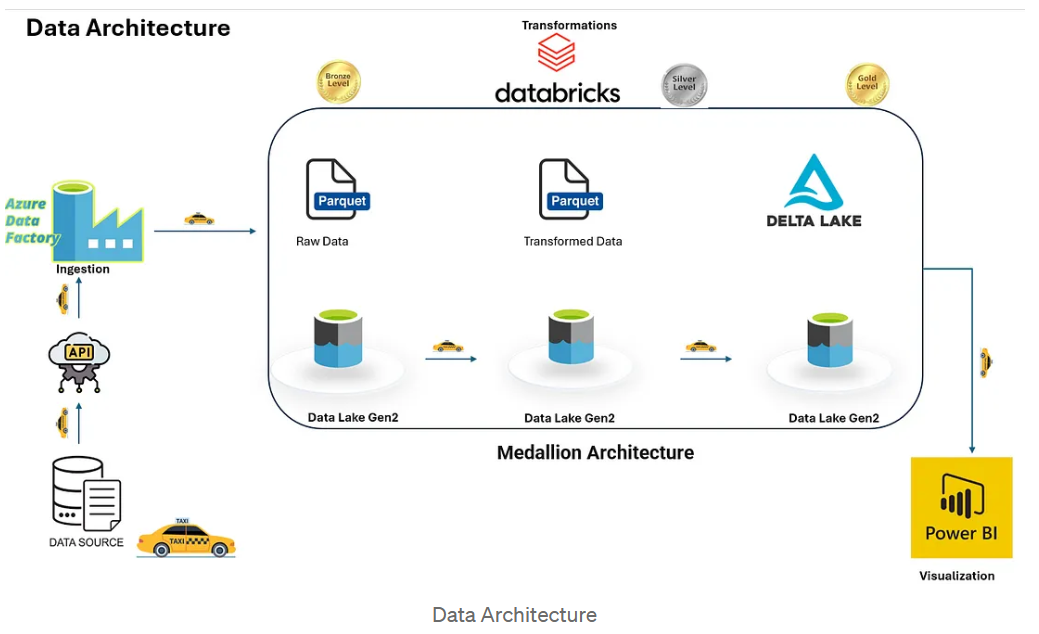 Data Architecture
Transformations
databricks
Bronze
Level
Silver
Level
Gold
Level
Azure
Data
Factory
Ingestion
Parquet
Raw Data
Parquet
Transformed Data
DELTA LAKE
API
Data Lake Gen2
Data Lake Gen2
Data Lake Gen2
Medallion Architecture
DATA SOURCE
TAXI
TAXI
Power BI
Visualization
Data Architecture